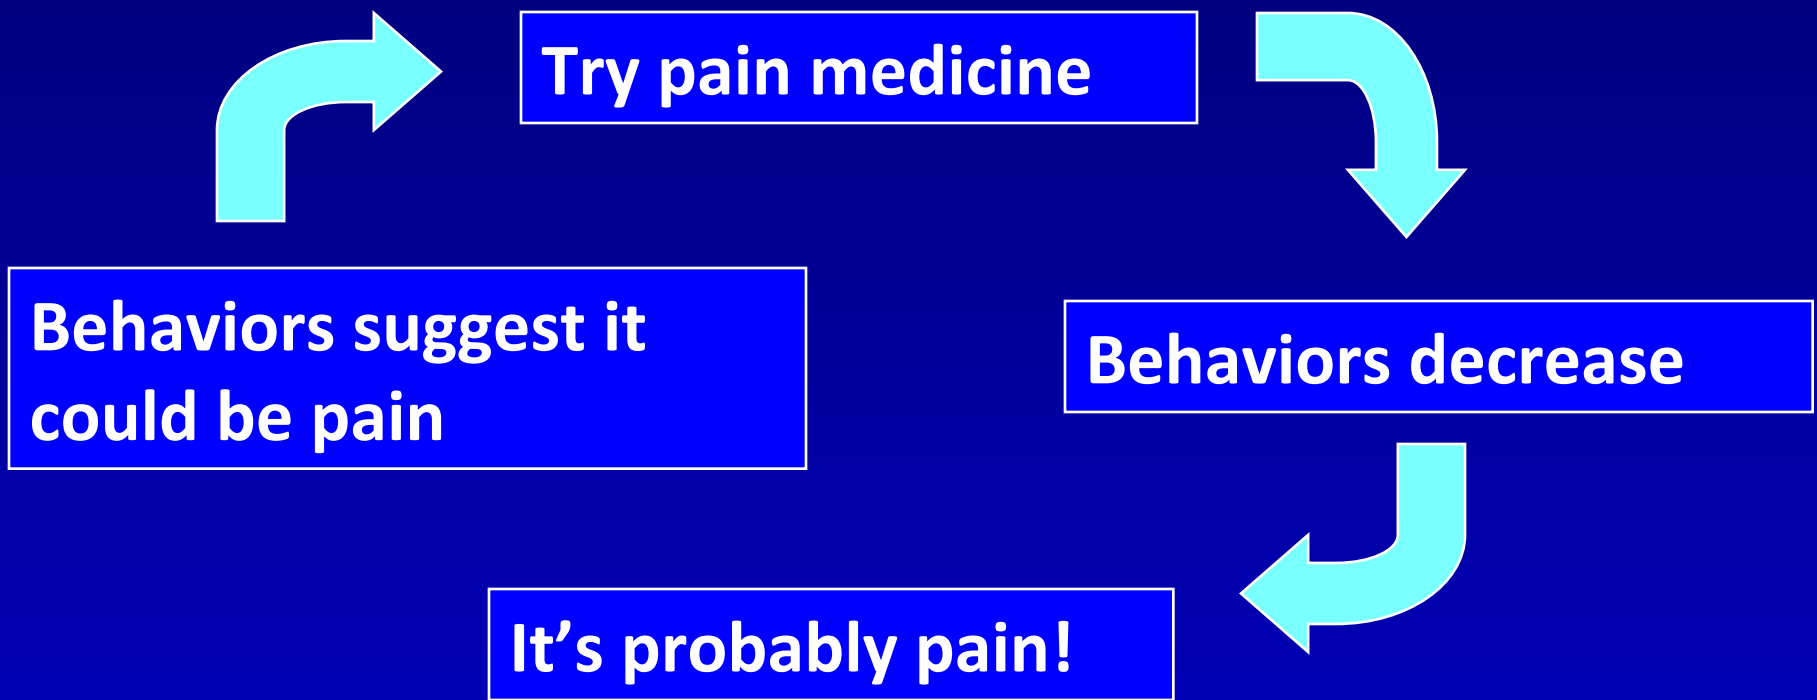 Try pain medicine
Behaviors suggest it
could be pain
Behaviors decrease
It’s probably pain!